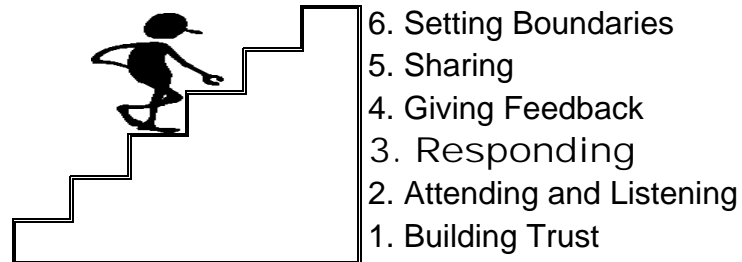 6. Setting Boundaries
5. Sharing
4. Giving Feedback
3. Responding
2. Attending and Listening
1. Building Trust